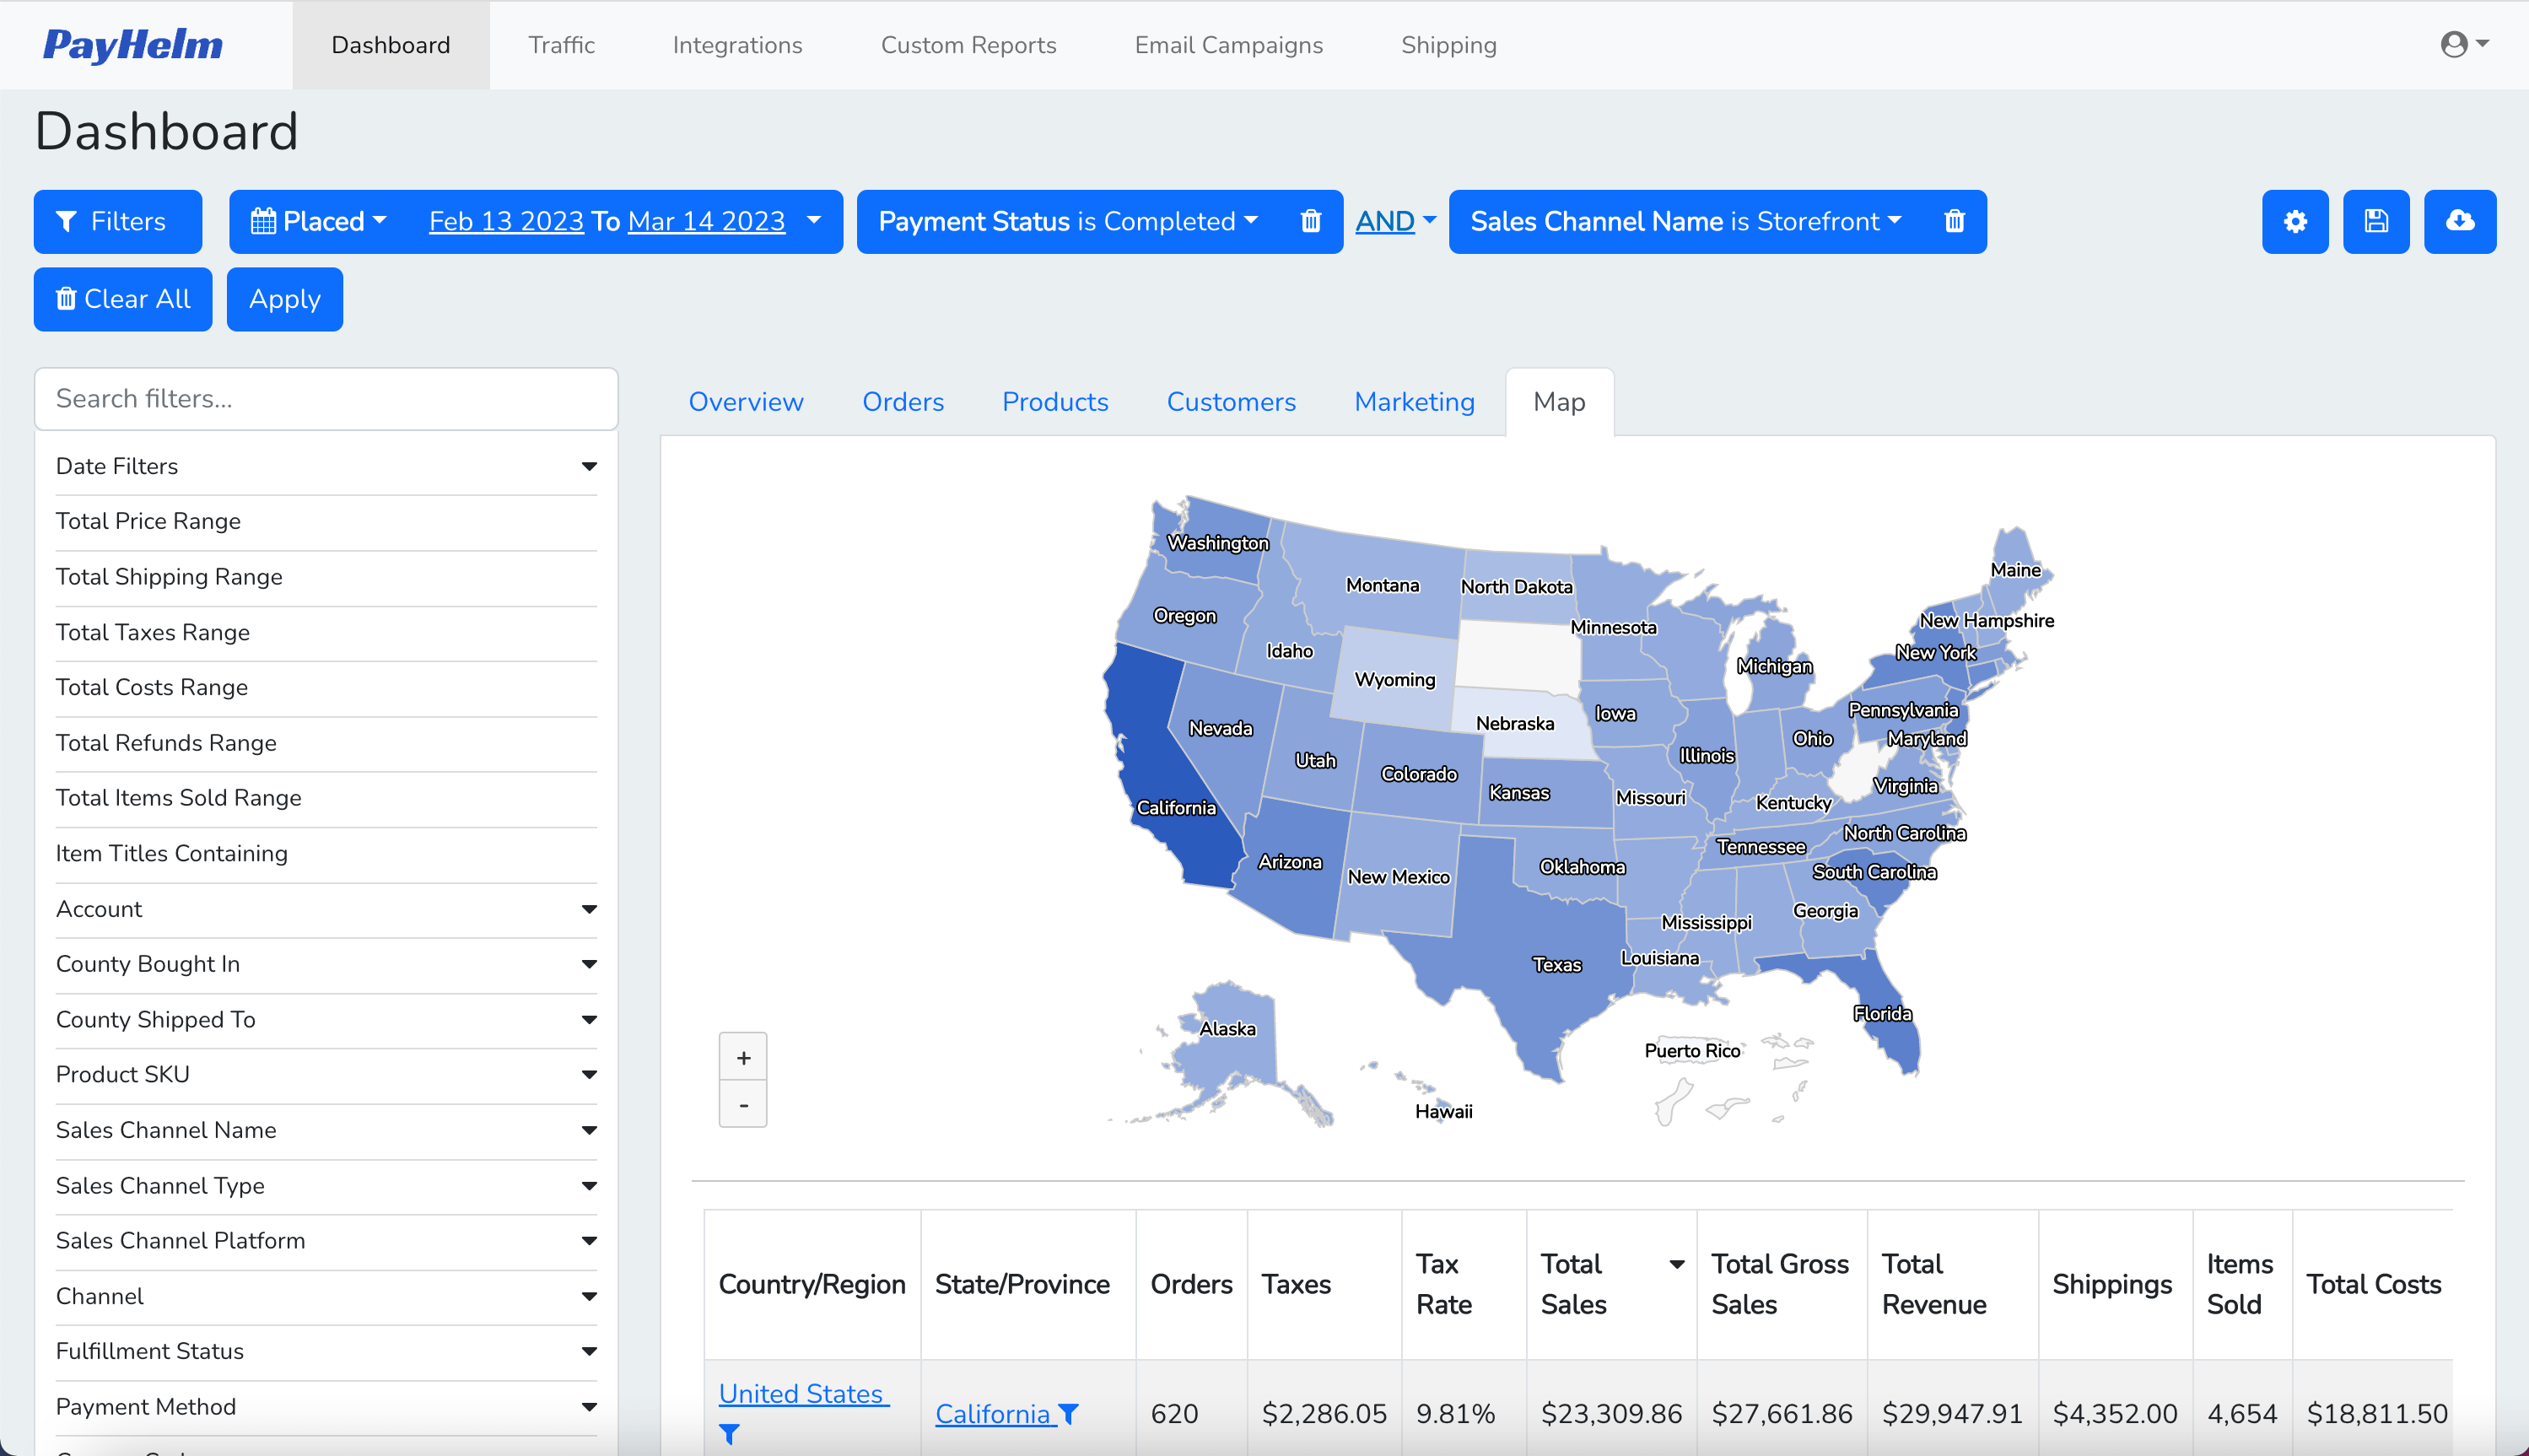 PayHelm
Dashboard
Traffic
Integrations
Custom Reports
Email Campaigns
Shipping
Dashboard
Filters
Placed
Feb 13 2023 To Mar 14 2023
Payment Status is Completed
AND
Sales Channel Name is Storefront
Clear All
Apply
Search filters...
Date Filters
Total Price Range
Total Shipping Range
Total Taxes Range
Total Costs Range
Total Refunds Range
Total Items Sold Range
Item Titles Containing
Account
County Bought In
County Shipped To
Product SKU
Sales Channel Name
Sales Channel Type
Sales Channel Platform
Channel
Fulfillment Status
Payment Method
Overview
Orders
Products
Customers
Marketing
Map
Washington
Montana
North Dakota
Maine
Oregon
Minnesota
New Hampshire
Idaho
New York
Michigan
Wyoming
Nebraska
Iowa
Pennsylvania
Nevada
Ohio
Maryland
Utah
Illinois
Colorado
Virginia
Kansas
Missouri
Kentucky
California
North Carolina
Tennessee
Arizona
Oklahoma
South Carolina
New Mexico
Georgia
Mississippi
Louisiana
Texas
Florida
Alaska
Puerto Rico
Hawaii
+
-
Country/Region
State/Province
Orders
Taxes
Tax
Rate
Total
Sales
Total Gross
Sales
Total
Revenue
Shippings
Items
Sold
Total Costs
United States
California
620
$2,286.05
9.81%
$23,309.86
$27,661.86
$29,947.91
$4,352.00
4,654
$18,811.50